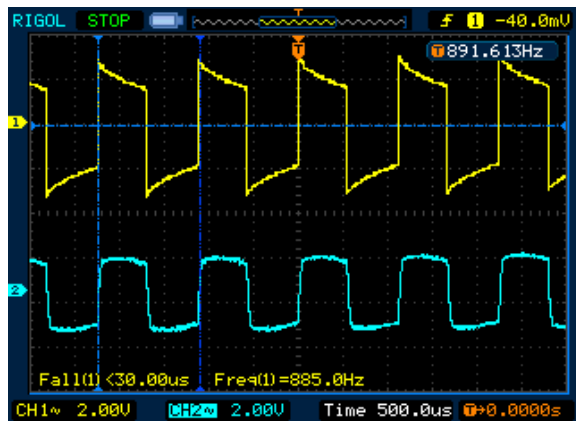 RIGOL STOP T f 1 -40.0mV
T 891.613Hz
T
1
2
Fall(1)<30.00us Freq(1)=885.0Hz
CH1~ 2.00V CH2~ 2.00V Time 500.0us T→0.0000s